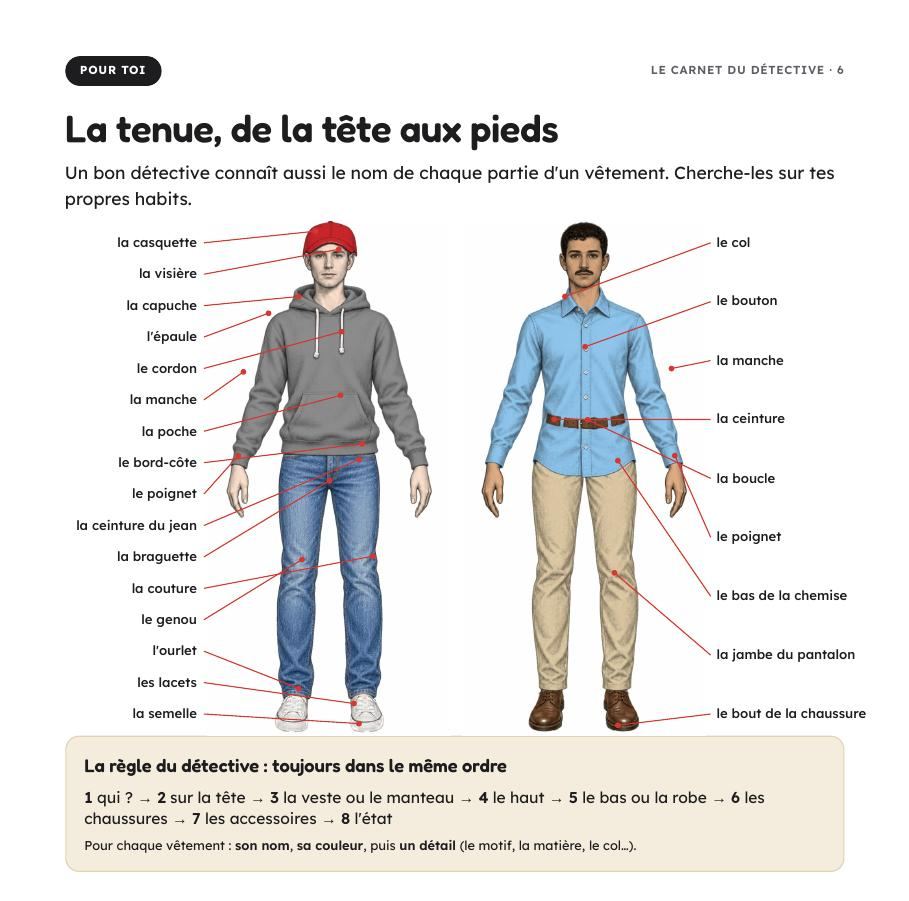 POUR TOI
LE CARNET DU DÉTECTIVE · 6
La tenue, de la tête aux pieds
Un bon détective connaît aussi le nom de chaque partie d'un vêtement. Cherche-les sur tes
propres habits.
la casquette
la visière
la capuche
l'épaule
le cordon
la manche
la poche
le bord-côte
le poignet
la ceinture du jean
la braguette
la couture
le genou
l'ourlet
les lacets
la semelle
le col
le bouton
la manche
la ceinture
la boucle
le poignet
le bas de la chemise
la jambe du pantalon
le bout de la chaussure
La règle du détective : toujours dans le même ordre
1 qui ? → 2 sur la tête → 3 la veste ou le manteau → 4 le haut → 5 le bas ou la robe → 6 les
chaussures → 7 les accessoires → 8 l'état
Pour chaque vêtement : son nom, sa couleur, puis un détail (le motif, la matière, le col…).